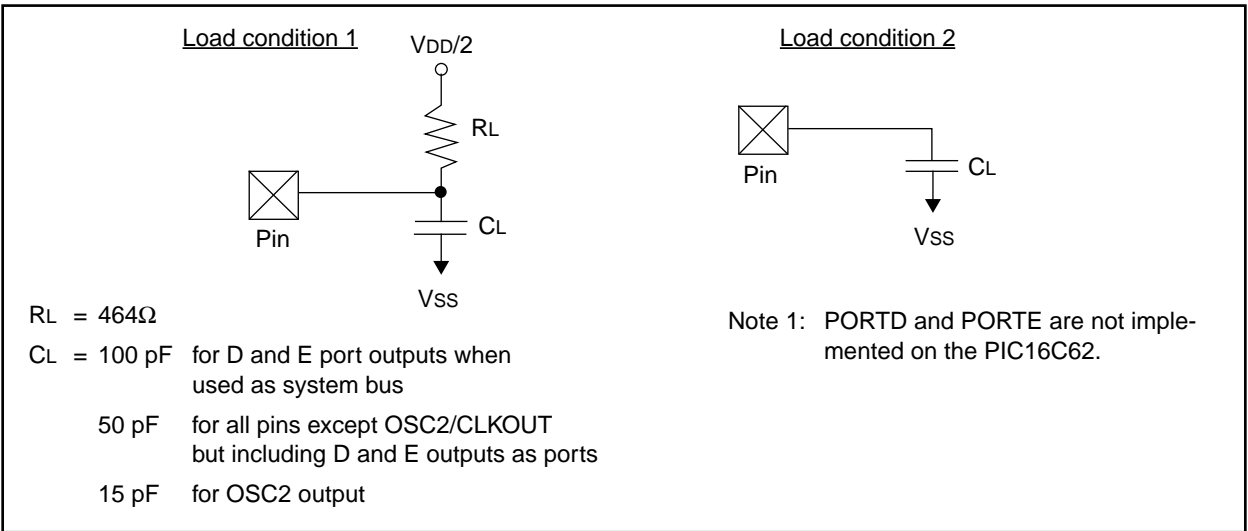 Load condition 1
VDD/2
RL
Pin
CL
VSS
RL = 464Ω
CL = 100 pF for D and E port outputs when
used as system bus
50 pF for all pins except OSC2/CLKOUT
but including D and E outputs as ports
15 pF for OSC2 output
Load condition 2
Pin
CL
VSS
Note 1: PORTD and PORTE are not imple-
mented on the PIC16C62.